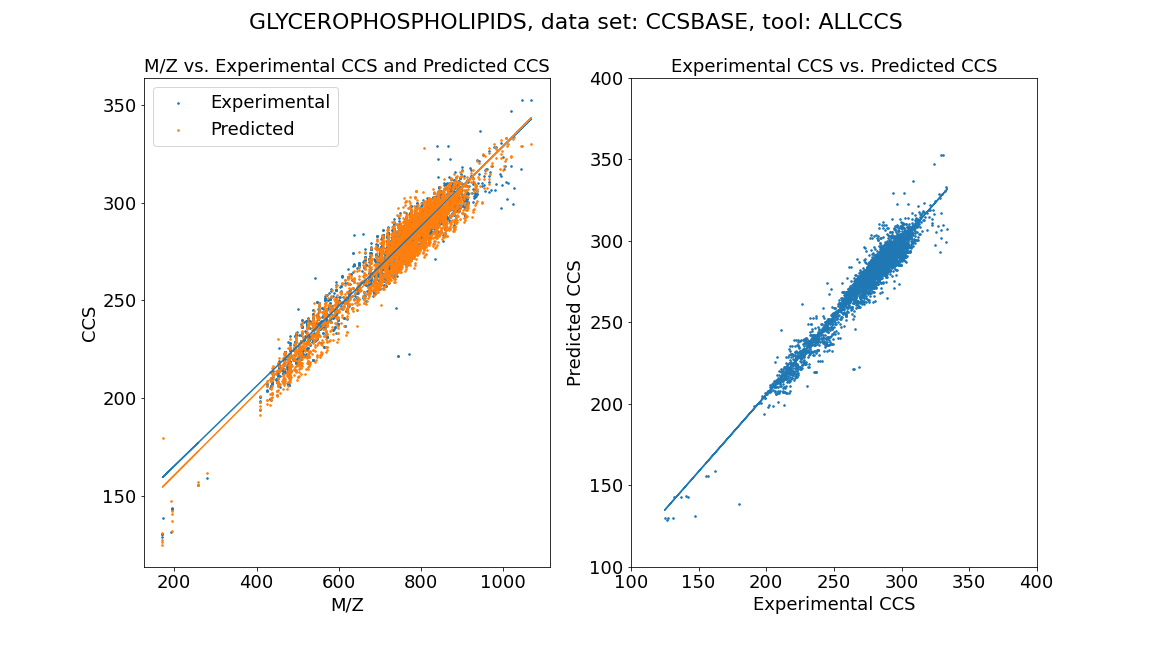 GLYCEROPHOSPHOLIPIDS, data set: CCSBASE, tool: ALLCCS
M/Z vs. Experimental CCS and Predicted CCS
Experimental
Predicted
350
300
250
200
150
CCS
200
400
600
800
1000
M/Z
Experimental CCS vs. Predicted CCS
400
350
300
250
200
150
100
Predicted CCS
100
150
200
250
300
350
400
Experimental CCS